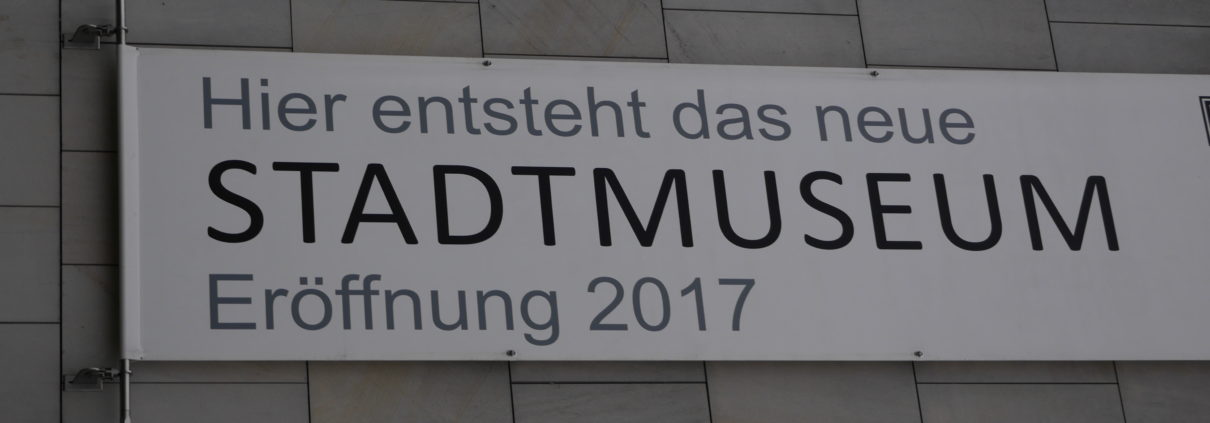 Hier entsteht das neue
STADTMUSEUM
Eröffnung 2017